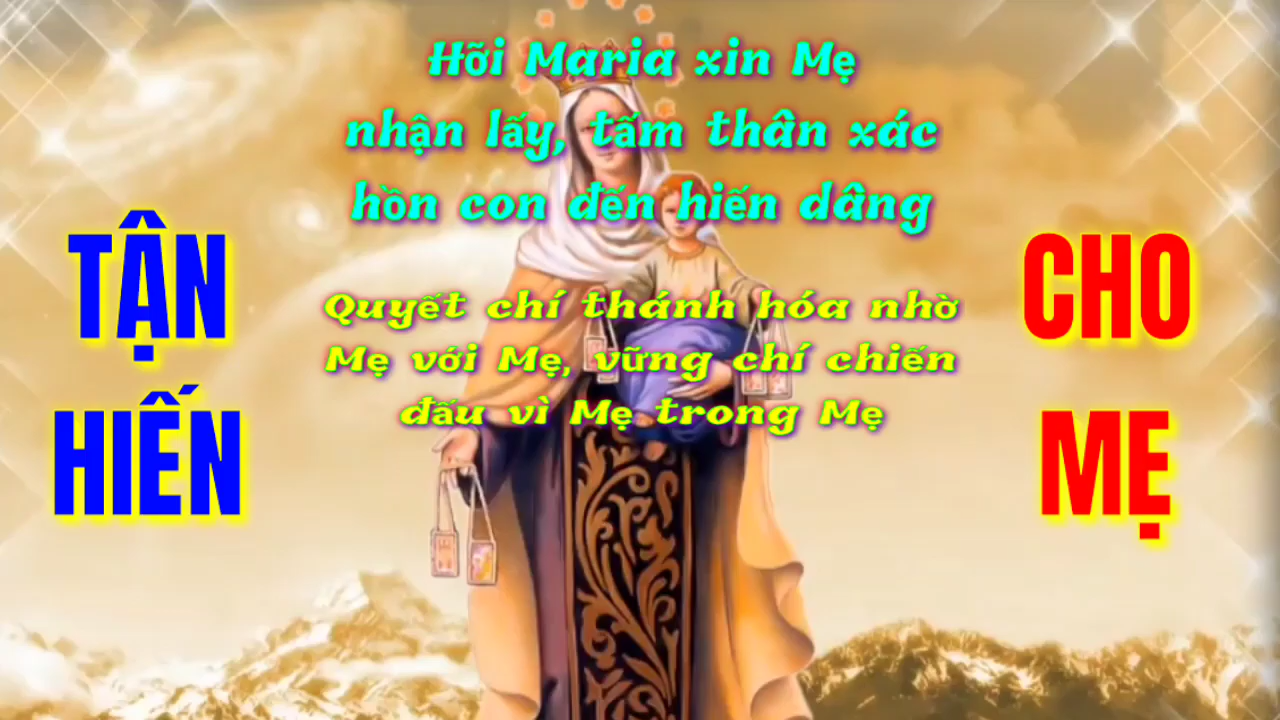 Hỡi Maria xin Mẹ
nhận lấy, tấm thân xác
hồn con đến hiến dâng
Quyết chí thánh hóa nhờ
Mẹ với Mẹ, vững chí chiến
đấu vì Mẹ trong Mẹ
TẬN
HIẾN
CHO
MẸ